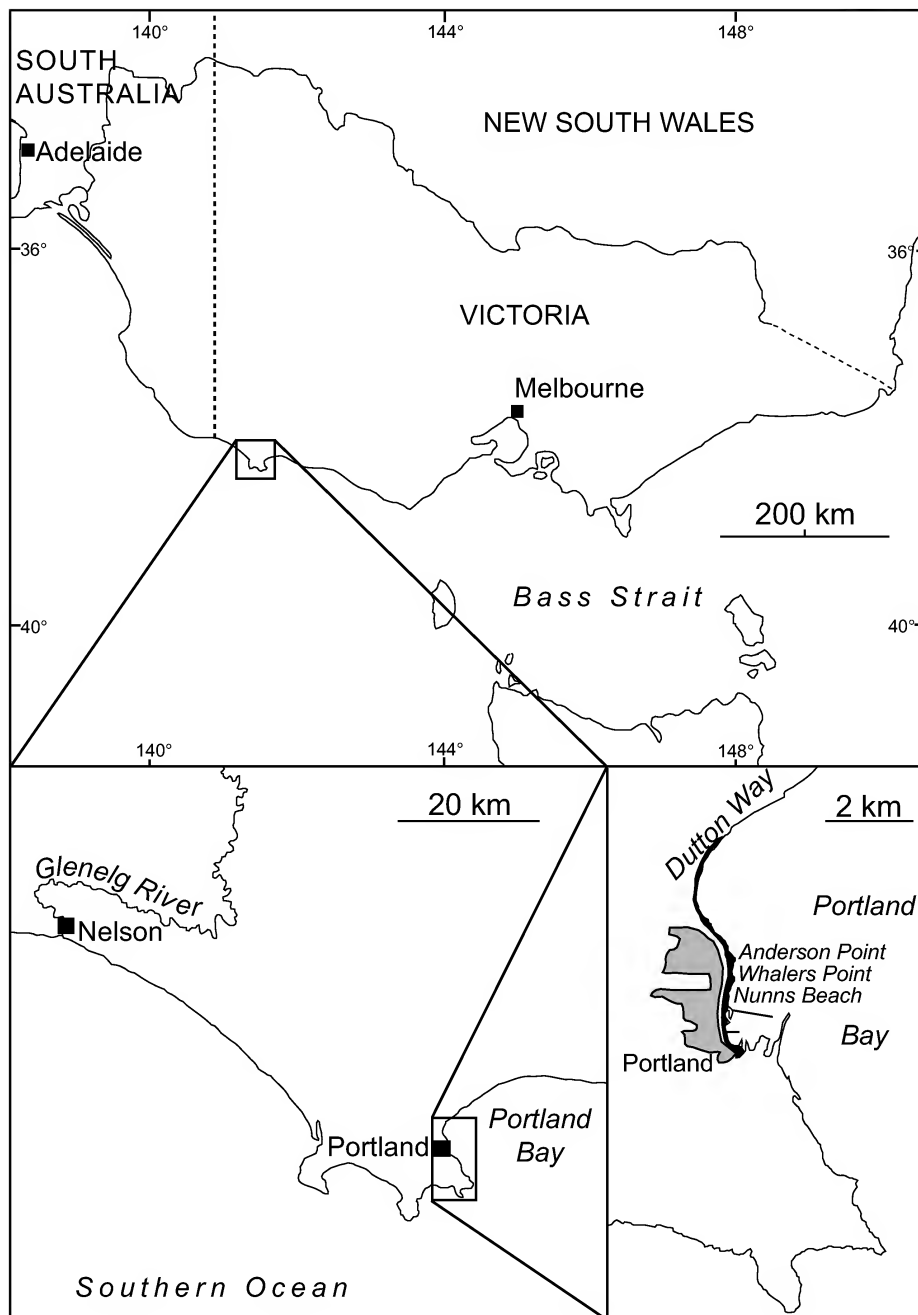 140°
144°
148°
SOUTH
AUSTRALIA
NEW SOUTH WALES
Adelaide
36°
36°
VICTORIA
Melbourne
200 km
Bass Strait
40°
40°
140°
144°
148°
20 km
Glenelg River
Nelson
Portland
Portland
Bay
Southern Ocean
Dutton Way
2 km
Portland
Anderson Point
Whalers Point
Nunns Beach
Bay
Portland